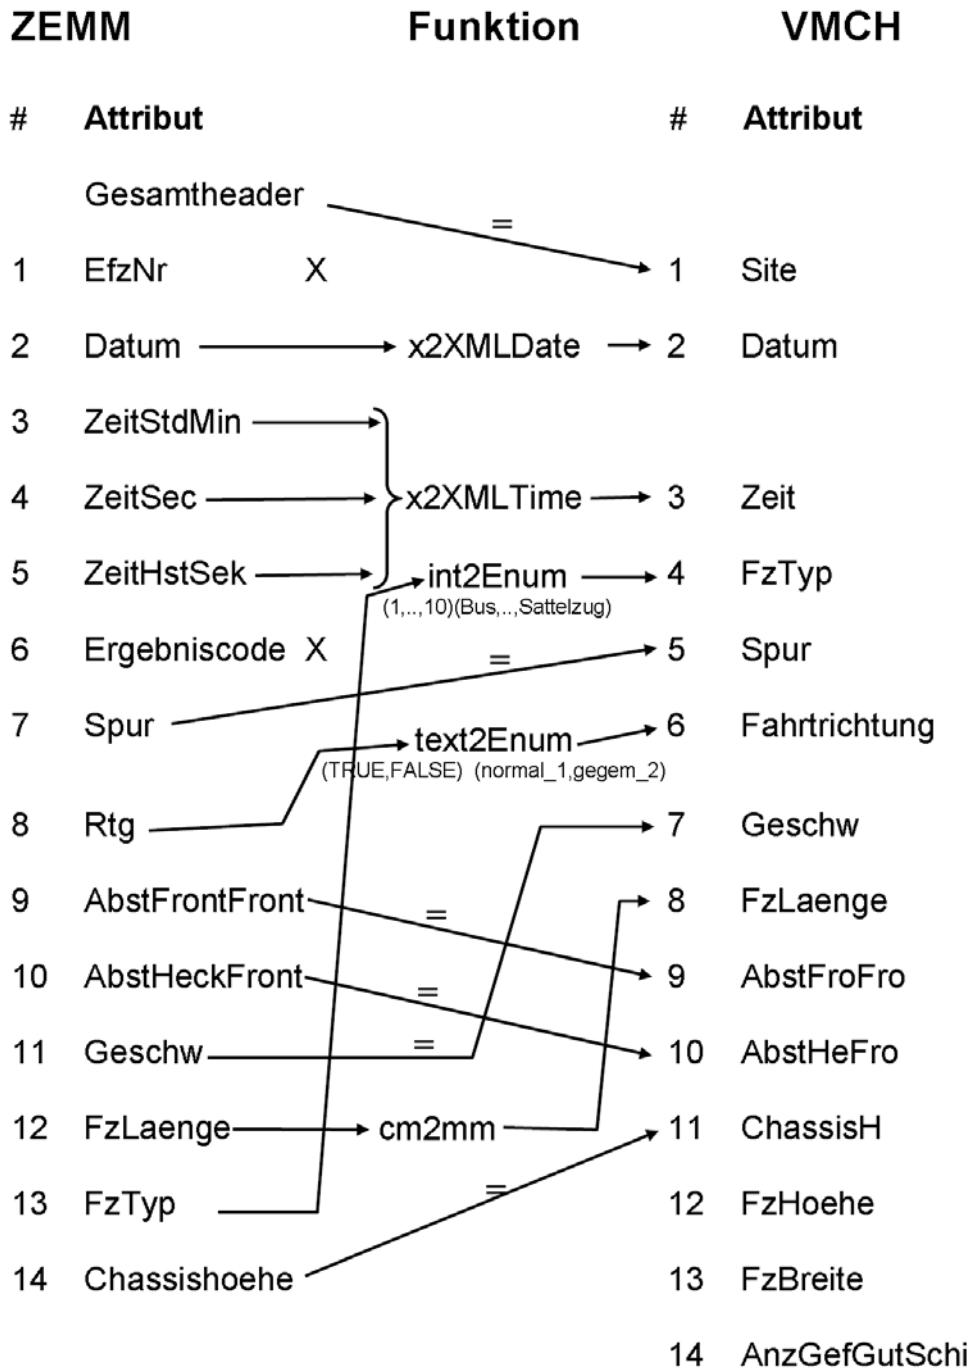 ZEMM Funktion VMCH
# Attribut # Attribut
Gesamtheader
=
1 EfzNr X 1 Site
2 Datum x2XMLDate 2 Datum
3 ZeitStdMin
4 ZeitSec x2XMLTime 3 Zeit
5 ZeitHstSek int2Enum 4 FzTyp
(1,..,10)(Bus,..,Sattelzug)
6 Ergebniscode X = 5 Spur
7 Spur text2Enum 6 Fahrtrichtung
(TRUE,FALSE) (normal_1,gegem_2)
8 Rtg 7 Geschw
9 AbstFrontFront = 8 FzLaenge
10 AbstHeckFront = 9 AbstFroFro
11 Geschw = 10 AbstHeFro
12 FzLaenge cm2mm 11 ChassisH
=
13 FzTyp 12 FzHoehe
14 Chassishoehe 13 FzBreite
14 AnzGefGutSchi